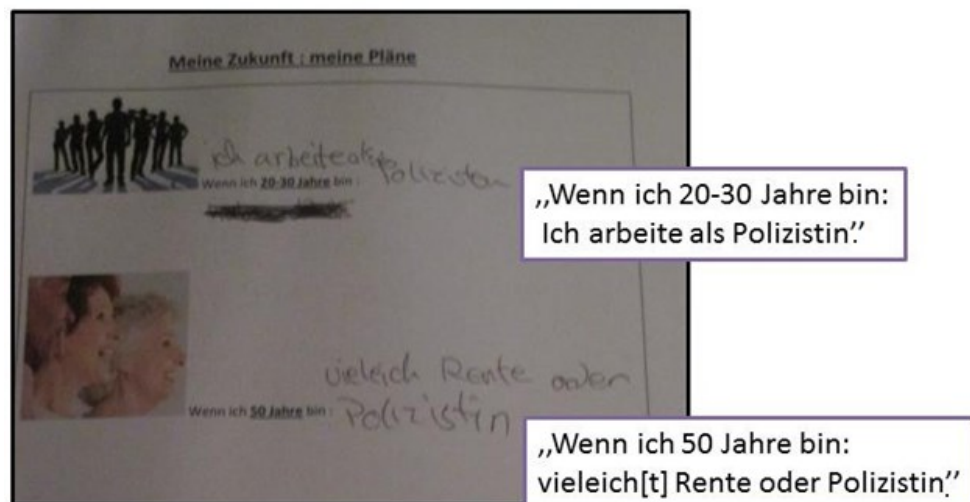 Meine Zukunft : meine Pläne
ich arbeite als Polizistin
Wenn ich 20-30 Jahre bin :
„Wenn ich 20-30 Jahre bin:
Ich arbeite als Polizistin.”
vieleich Rente oder
Wenn ich 50 Jahre bin : Polizistin
„Wenn ich 50 Jahre bin:
vieleich[t] Rente oder Polizistin.”